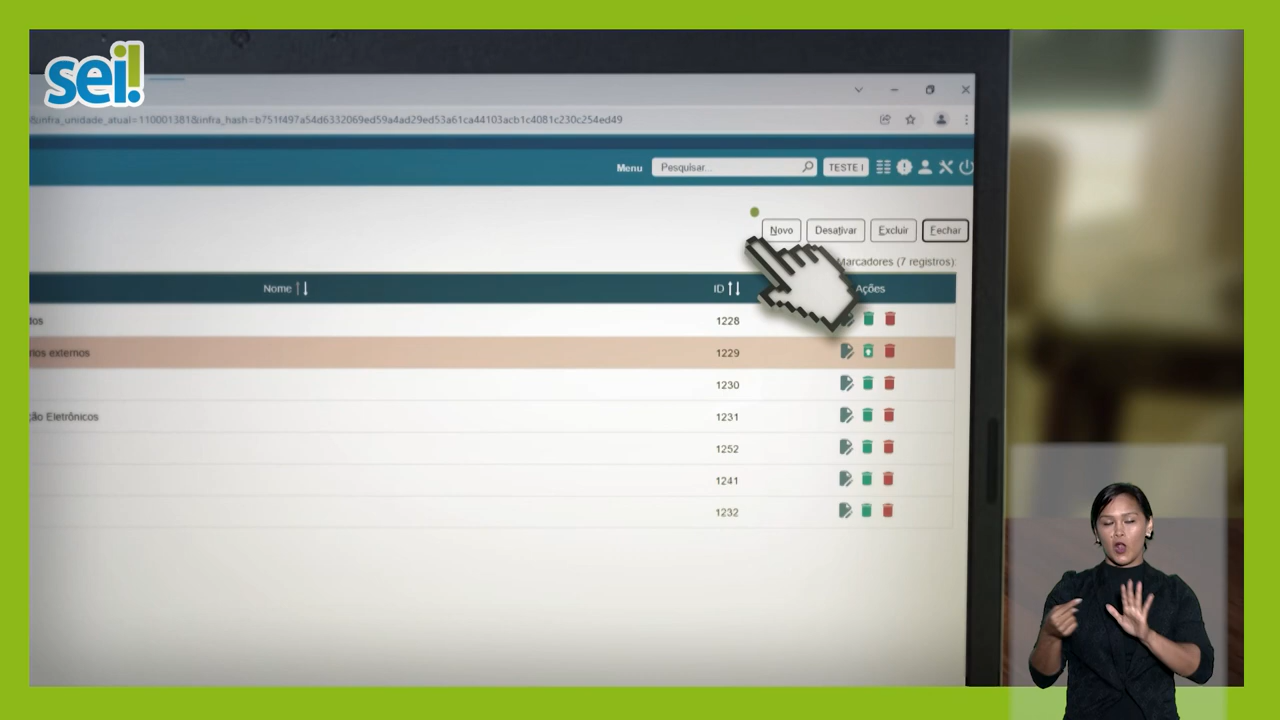 sei!
&infra_unidade_atual=110001381&infra_hash=b751f497a54d6332069ed59a4ad29ed53a61ca44103acb1c4081c230c254ed49
Menu Pesquisar... TESTE
Novo Desativar Excluir Fechar
Marcadores (7 registros):
Nome ID Ações
1228
externos 1229
1230
ção Eletrônicos 1231
1252
1241
1232